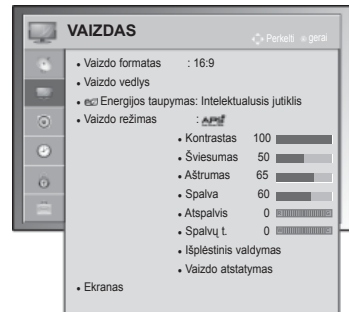 VAIZDAS
Perkelti gerai
• Vaizdo formatas : 16:9
• Vaizdo vedlys
• Energijos taupymas: Intelektualusis jutiklis
• Vaizdo režimas :
• Kontrastas 100
• Šviesumas 50
• Aštrumas 65
• Spalva 60
• Atspalvis 0
• Spalvų t. 0
• Išplėstinis valdymas
• Vaizdo atstatymas
• Ekranas